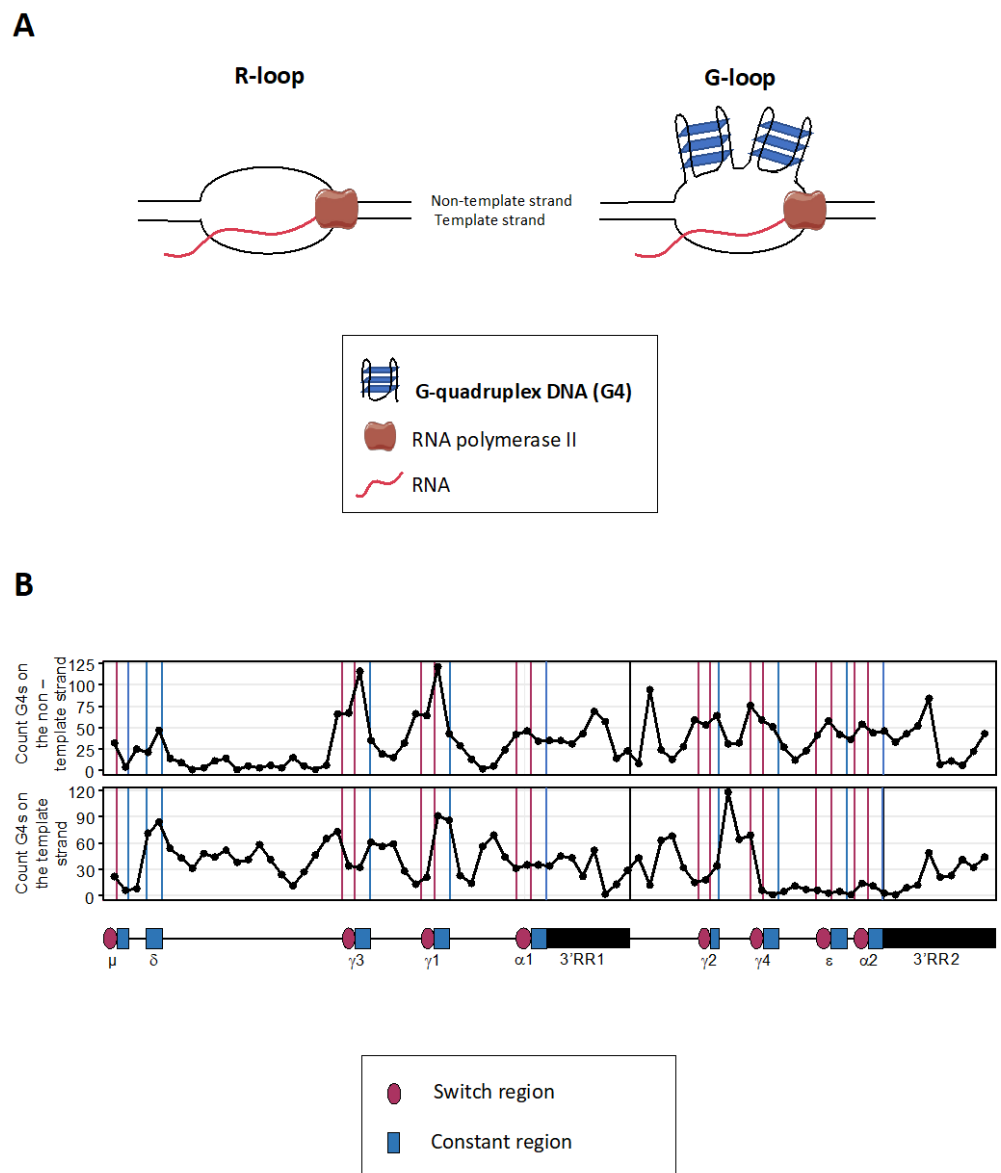 A
R-loop
G-loop
Non-template strand
Template strand
G-quadruplex DNA (G4)
RNA polymerase II
RNA
B
Count G4s on
the non –
template strand
125
100
75
50
25
0
Count G4s on
the template
strand
120
90
60
30
0
μ δ γ3 γ1 α1 3'RR1 γ2 γ4 ε α2 3'RR2
Switch region
Constant region